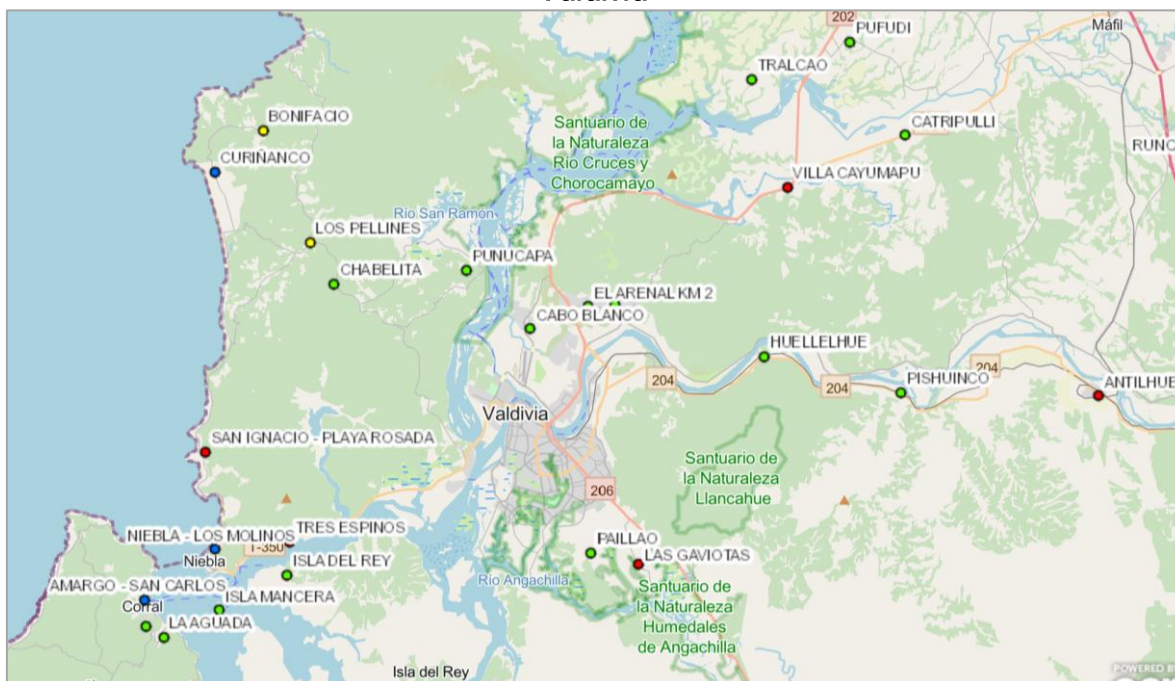 202
PUFUDI
Máfil
TRALCAO
BONIFACIO
Santuario de
la Naturaleza
Río Cruces y
Chorocamayo
CATRIPULLI
CURIÑANCO
VILLA CAYUMAPU
Río San Ramón
LOS PELLINES
CHABELITA
PUNUCAPA
EL ARENAL KM 2
CABO BLANCO
HUELLELHUE
204
204
204
PISHUINCO
ANTILHUE
Valdivia
SAN IGNACIO - PLAYA ROSADA
Santuario de
la Naturaleza
Llancahue
206
NIEBLA - LOS MOLINOS
TRES ESPINOS
T-350
Niebla
PAILLAO
LAS GAVIOTAS
ISLA DEL REY
Río Angachilla
AMARGO - SAN CARLOS
Corral
ISLA MANCERA
Santuario de
la Naturaleza
Humedales
de Angachilla
LA AGUADA
Isla del Rey
POWERED BY